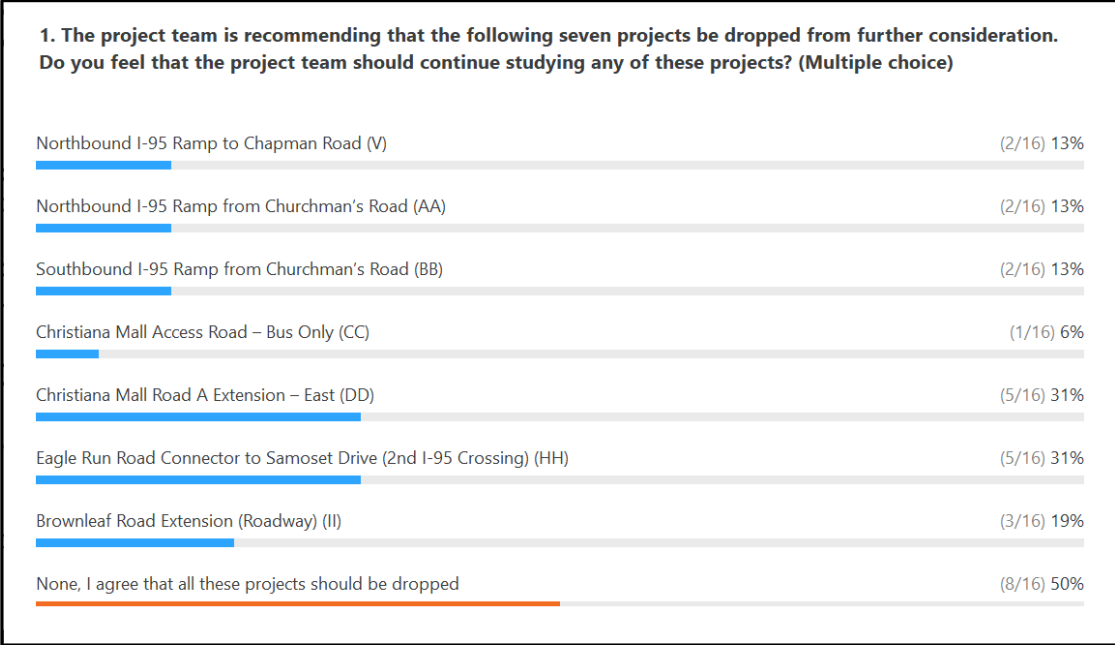 1. The project team is recommending that the following seven projects be dropped from further consideration.
Do you feel that the project team should continue studying any of these projects? (Multiple choice)
Northbound I-95 Ramp to Chapman Road (V) (2/16) 13%
Northbound I-95 Ramp from Churchman’s Road (AA) (2/16) 13%
Southbound I-95 Ramp from Churchman’s Road (BB) (2/16) 13%
Christiana Mall Access Road – Bus Only (CC) (1/16) 6%
Christiana Mall Road A Extension – East (DD) (5/16) 31%
Eagle Run Road Connector to Samoset Drive (2nd I-95 Crossing) (HH) (5/16) 31%
Brownleaf Road Extension (Roadway) (II) (3/16) 19%
None, I agree that all these projects should be dropped (8/16) 50%